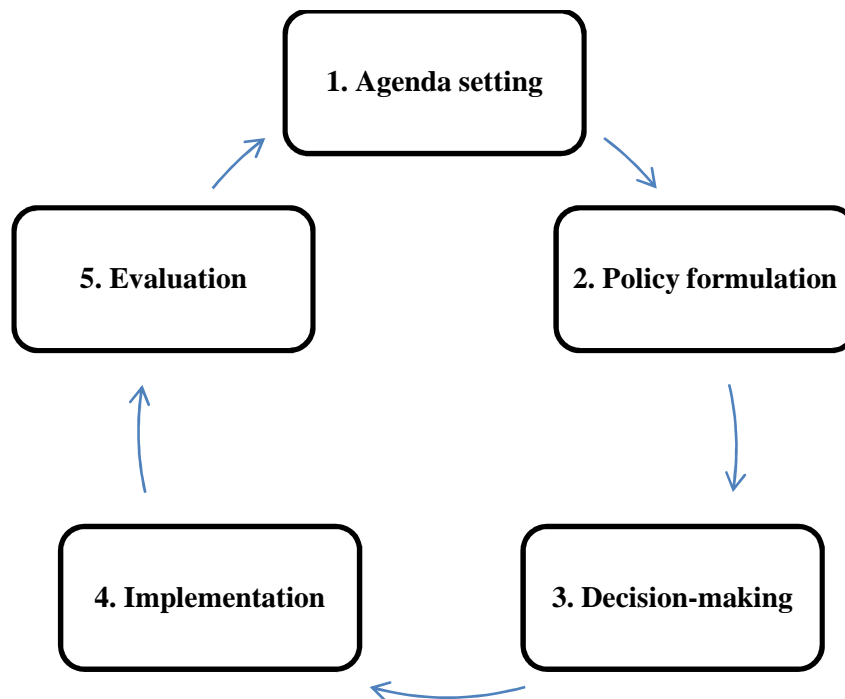 1. Agenda setting
2. Policy formulation
3. Decision-making
4. Implementation
5. Evaluation